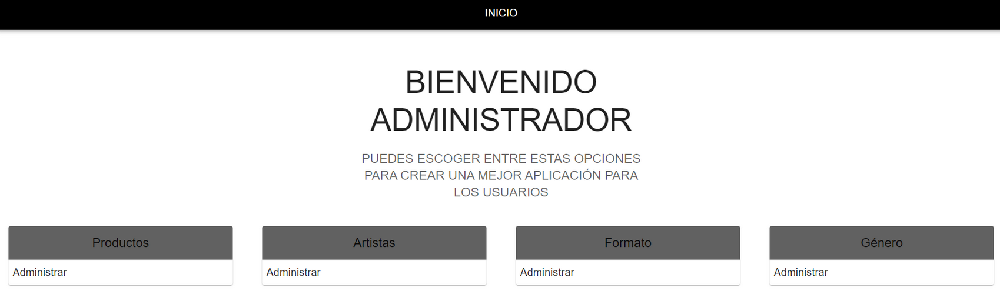 INICIO
BIENVENIDO
ADMINISTRADOR
PUEDES ESCOGER ENTRE ESTAS OPCIONES
PARA CREAR UNA MEJOR APLICACIÓN PARA
LOS USUARIOS
Productos
Administrar
Artistas
Administrar
Formato
Administrar
Género
Administrar